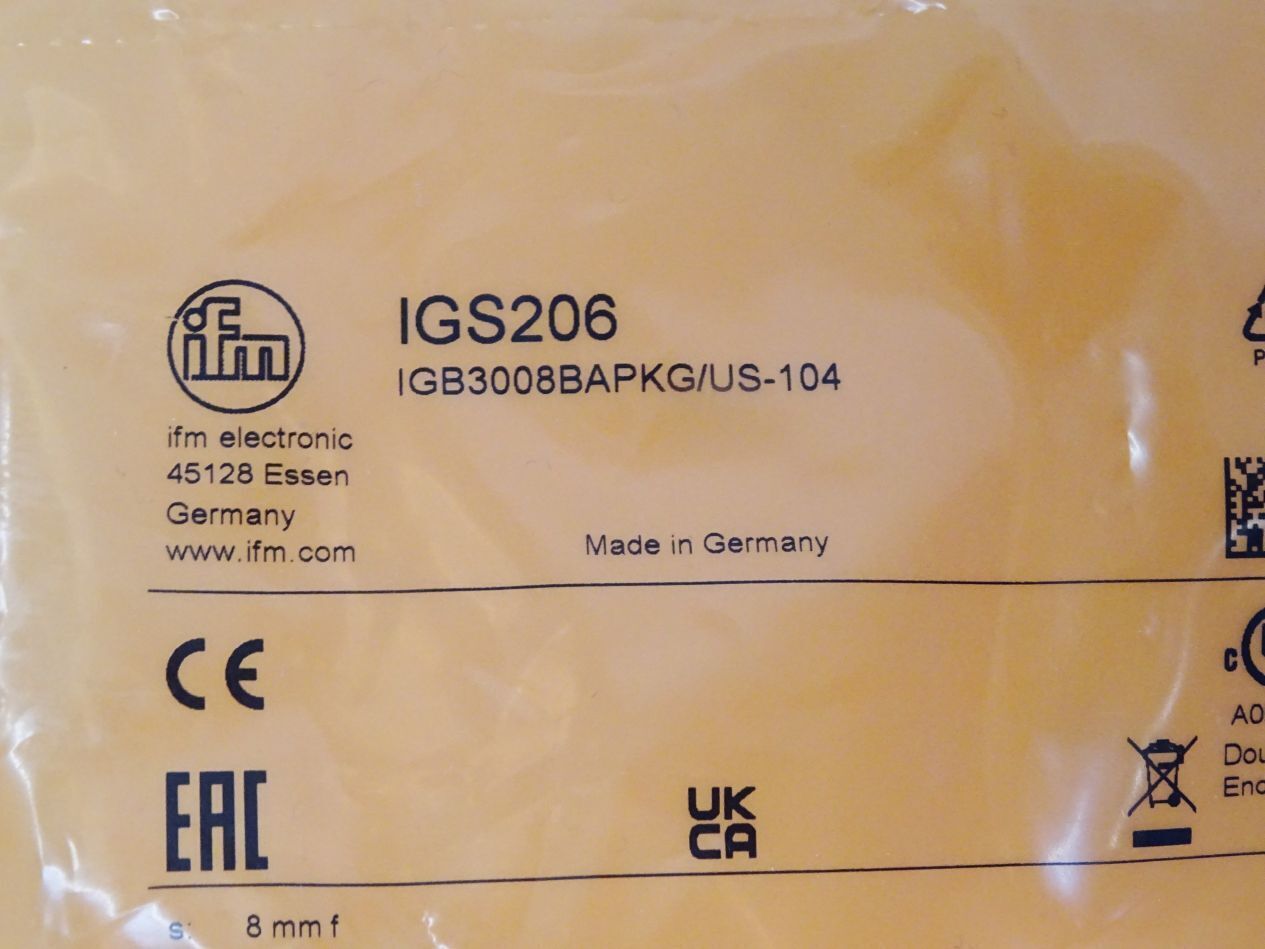 ifm
IGS206
IGB3008BAPKG/US-104
ifm electronic
45128 Essen
Germany
www.ifm.com
Made in Germany
CE
EAC
UK
CA
c
A0
s: 8 mm f